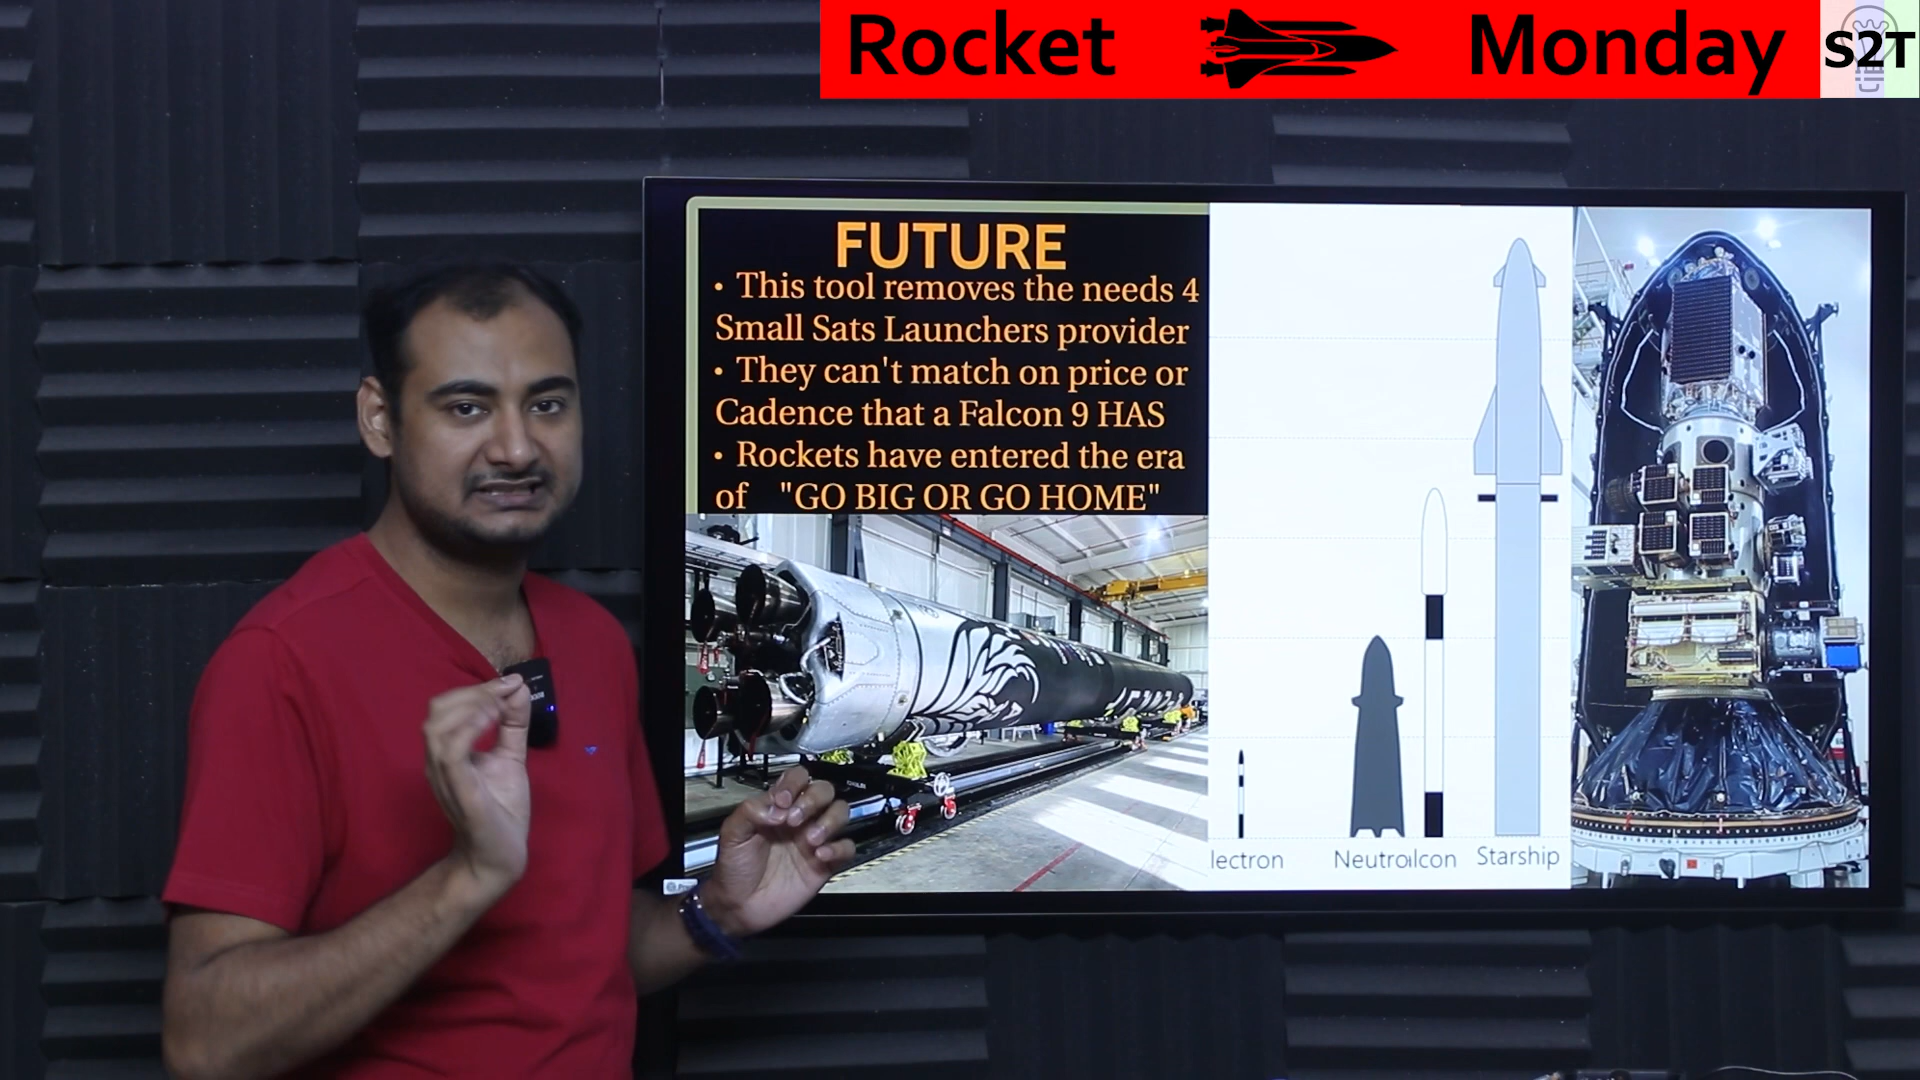 Rocket Monday
S2T
FUTURE
• This tool removes the needs 4
Small Sats Launchers provider
• They can't match on price or
Cadence that a Falcon 9 HAS
• Rockets have entered the era
of "GO BIG OR GO HOME"
lectron Neutro lcon Starship